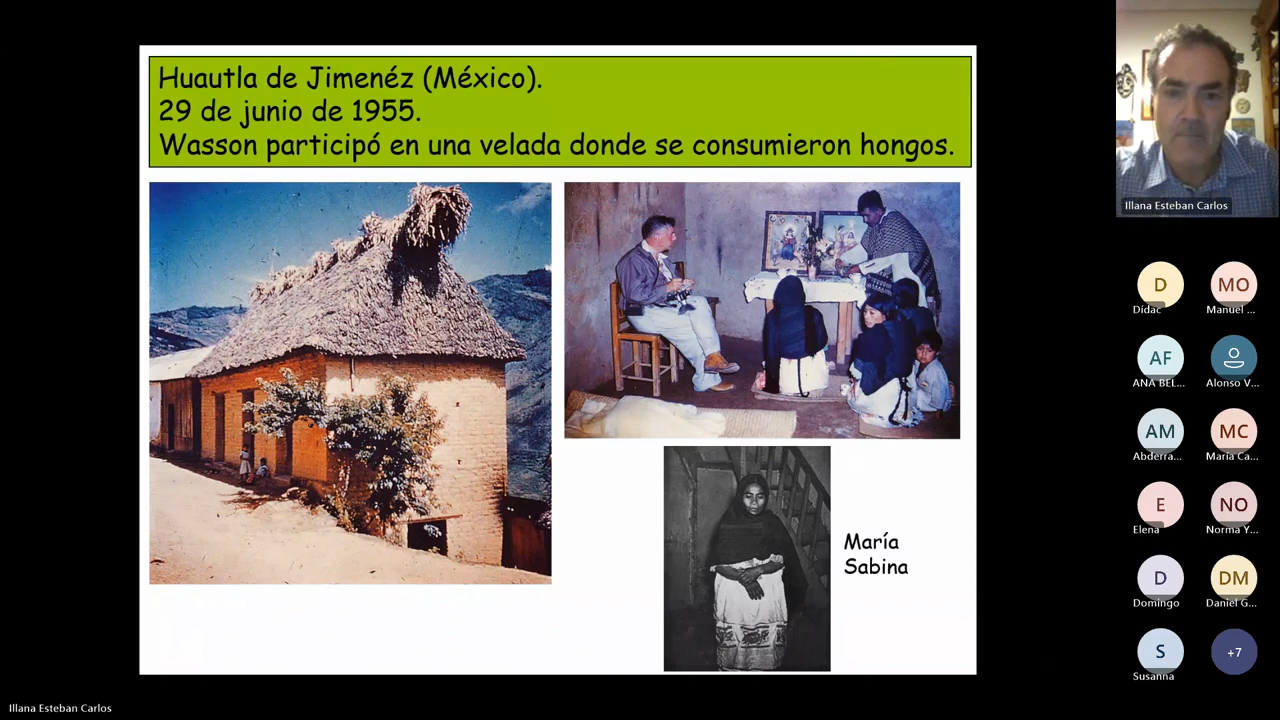 Huautla de Jimenéz (México).
29 de junio de 1955.
Wasson participó en una velada donde se consumieron hongos.
María
Sabina
Illana Esteban Carlos
D
Dídac
MO
Manuel ...
AF
ANA BEL...
Alonso V...
AM
Abderra...
MC
María Ca...
E
Elena
NO
Norma Y...
D
Domingo
DM
Daniel G...
S
Susanna
+7
Illana Esteban Carlos